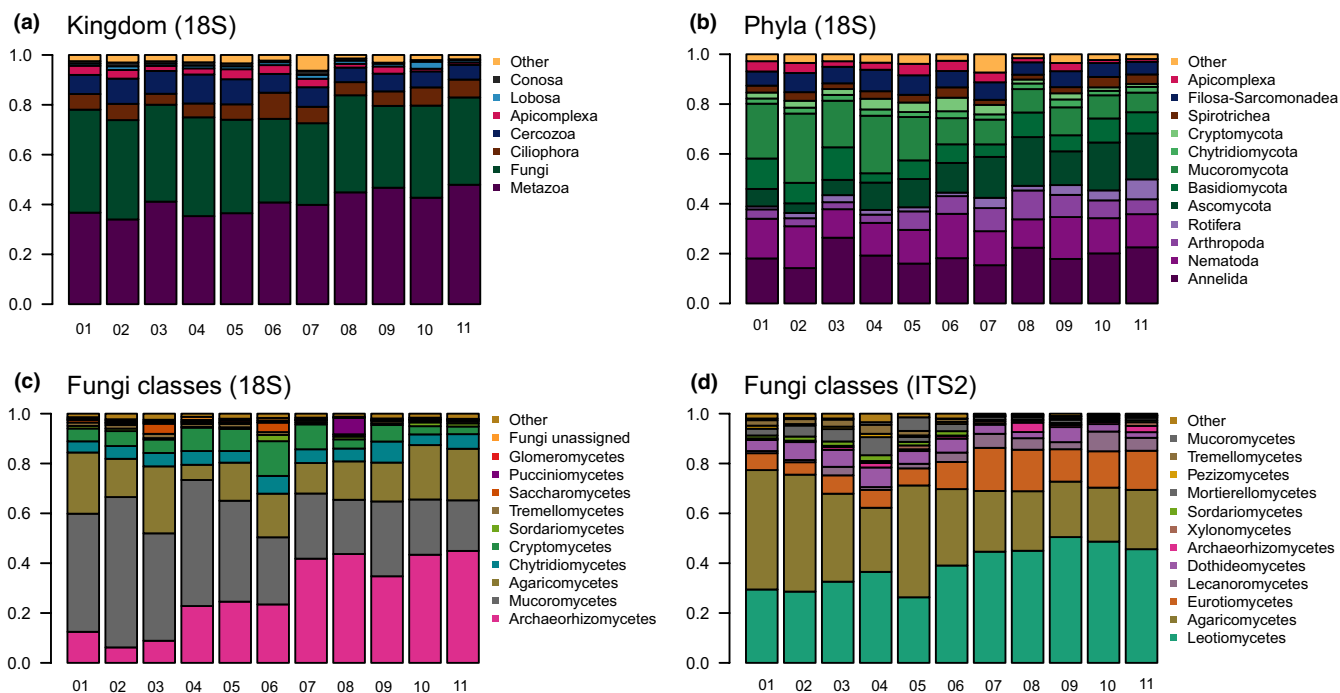 (a) Kingdom (18S)
1.0
0.8
0.6
0.4
0.2
0.0
01 02 03 04 05 06 07 08 09 10 11
Other
Conosa
Lobosa
Apicomplexa
Cercozoa
Ciliophora
Fungi
Metazoa
(b) Phyla (18S)
1.0
0.8
0.6
0.4
0.2
0.0
01 02 03 04 05 06 07 08 09 10 11
Other
Apicomplexa
Filosa-Sarcomonadea
Spirotrichea
Cryptomycota
Chytridiomycota
Mucoromycota
Basidiomycota
Ascomycota
Rotifera
Arthropoda
Nematoda
Annelida
(c) Fungi classes (18S)
1.0
0.8
0.6
0.4
0.2
0.0
01 02 03 04 05 06 07 08 09 10 11
Other
Fungi unassigned
Glomeromycetes
Pucciniomycetes
Saccharomycetes
Tremellomycetes
Sordariomycetes
Cryptomycetes
Chytridiomycetes
Agaricomycetes
Mucoromycetes
Archaeorhizomycetes
(d) Fungi classes (ITS2)
1.0
0.8
0.6
0.4
0.2
0.0
01 02 03 04 05 06 07 08 09 10 11
Other
Mucoromycetes
Tremellomycetes
Pezizomycetes
Mortierellomycetes
Sordariomycetes
Xylonomycetes
Archaeorhizomycetes
Dothideomycetes
Lecanoromycetes
Eurotiomycetes
Agaricomycetes
Leotiomycetes